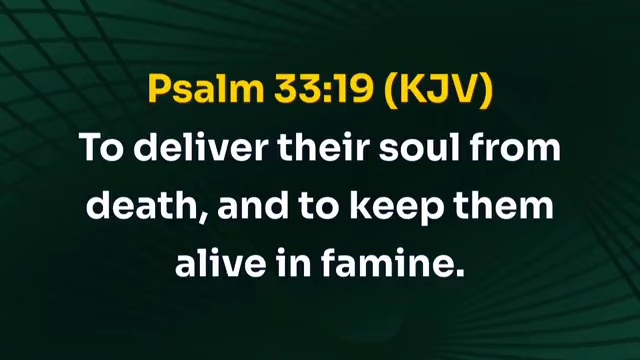 Psalm 33:19 (KJV)
To deliver their soul from
death, and to keep them
alive in famine.